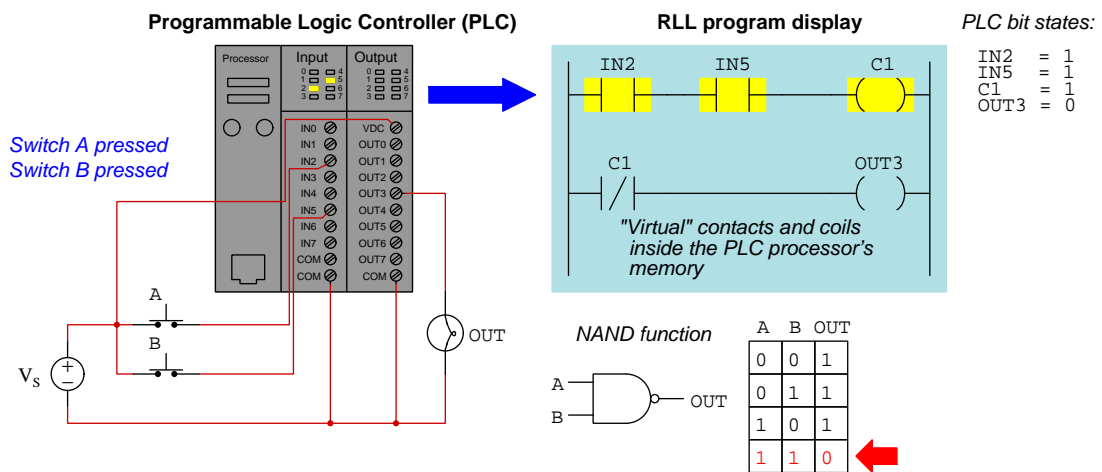 Programmable Logic Controller (PLC)
RLL program display
PLC bit states:
Processor
Input
Output
0 4
1 5
2 6
3 7
0 4
1 5
2 6
3 7
IN0
IN1
IN2
IN3
IN4
IN5
IN6
IN7
COM
COM
VDC
OUT0
OUT1
OUT2
OUT3
OUT4
OUT5
OUT6
OUT7
COM
IN2 IN5 C1
C1 OUT3
"Virtual" contacts and coils
inside the PLC processor's
memory
IN2 = 1
IN5 = 1
C1 = 1
OUT3 = 0
Switch A pressed
Switch B pressed
A
B
VS
+
−
OUT
NAND function
A
B
OUT
A B OUT
0 0 1
0 1 1
1 0 1
1 1 0